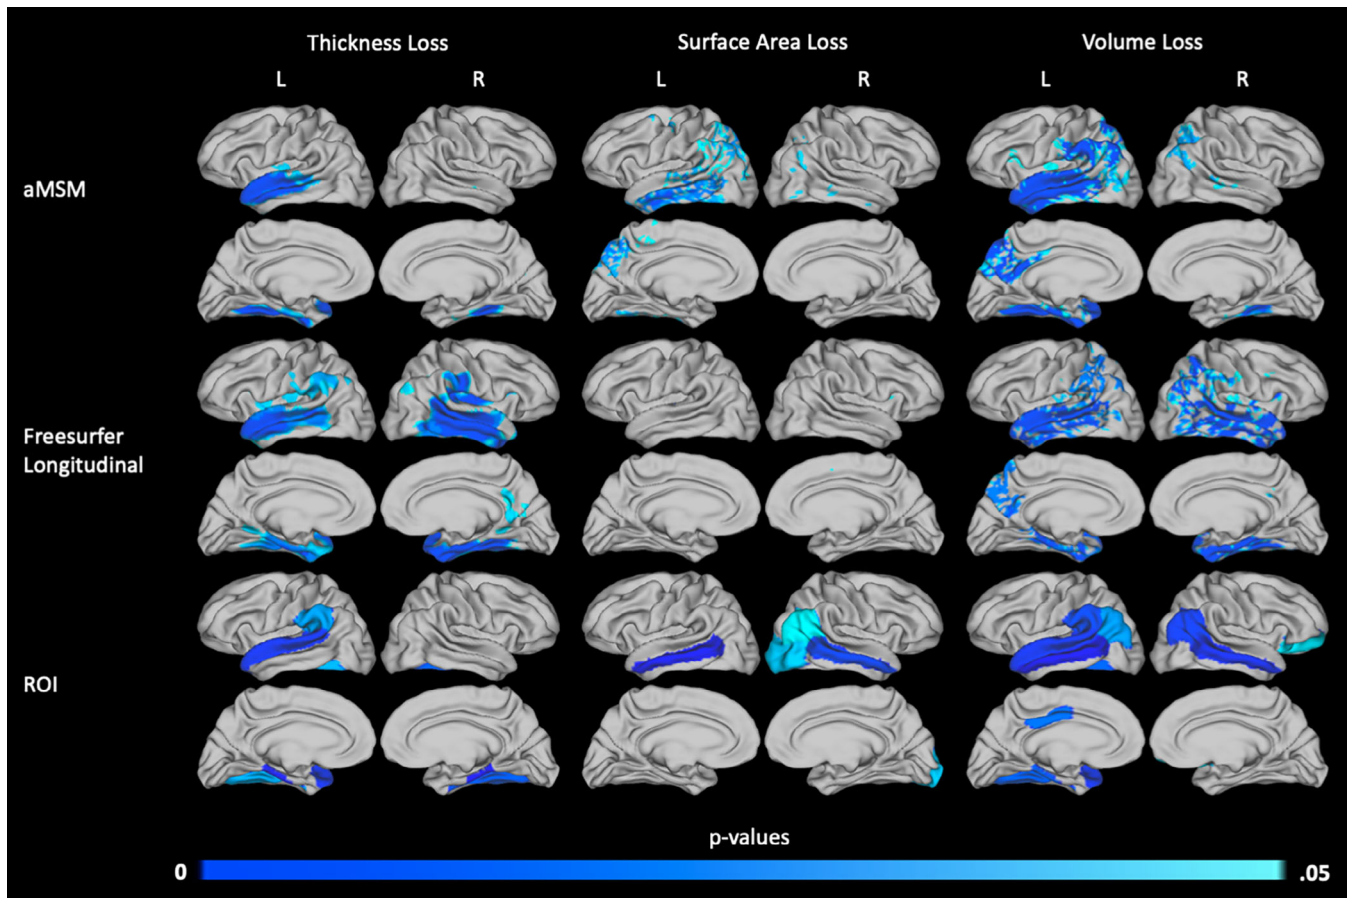 Thickness Loss Surface Area Loss Volume Loss
L R L R L R
aMSM
Freesurfer
Longitudinal
ROI
p-values
0 .05